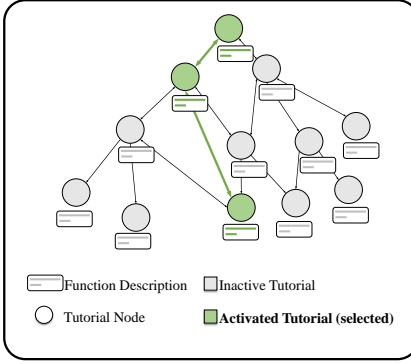 Function Description
Inactive Tutorial
Tutorial Node
Activated Tutorial (selected)